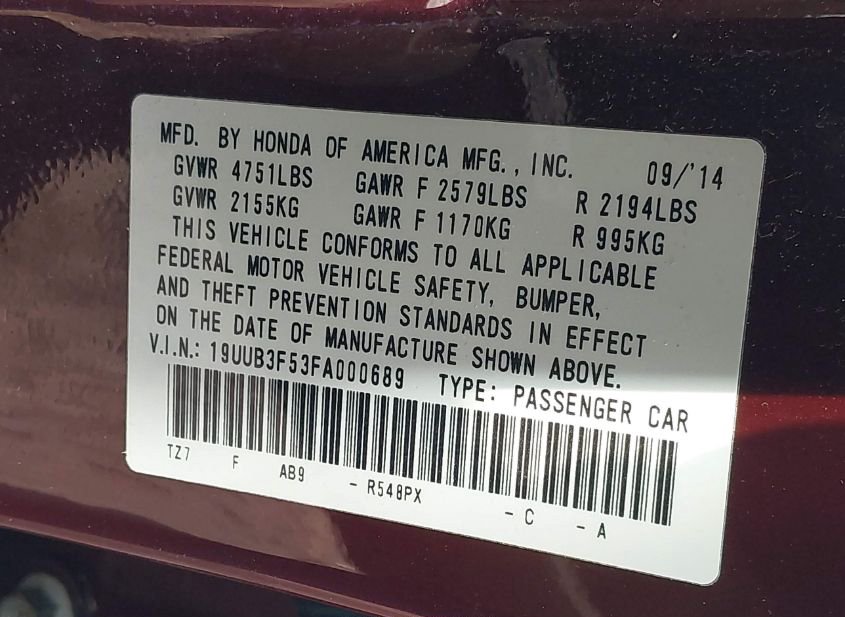 MFD. BY HONDA OF AMERICA MFG., INC. 09/'14
GVWR 4751LBS GAWR F 2579LBS R 2194LBS
GVWR 2155KG GAWR F 1170KG R 995KG
THIS VEHICLE CONFORMS TO ALL APPLICABLE
FEDERAL MOTOR VEHICLE SAFETY, BUMPER,
AND THEFT PREVENTION STANDARDS IN EFFECT
ON THE DATE OF MANUFACTURE SHOWN ABOVE.
V.I.N.: 19UUB3F53FA000689 TYPE: PASSENGER CAR
TZ7 F AB9 - R548PX - C - A